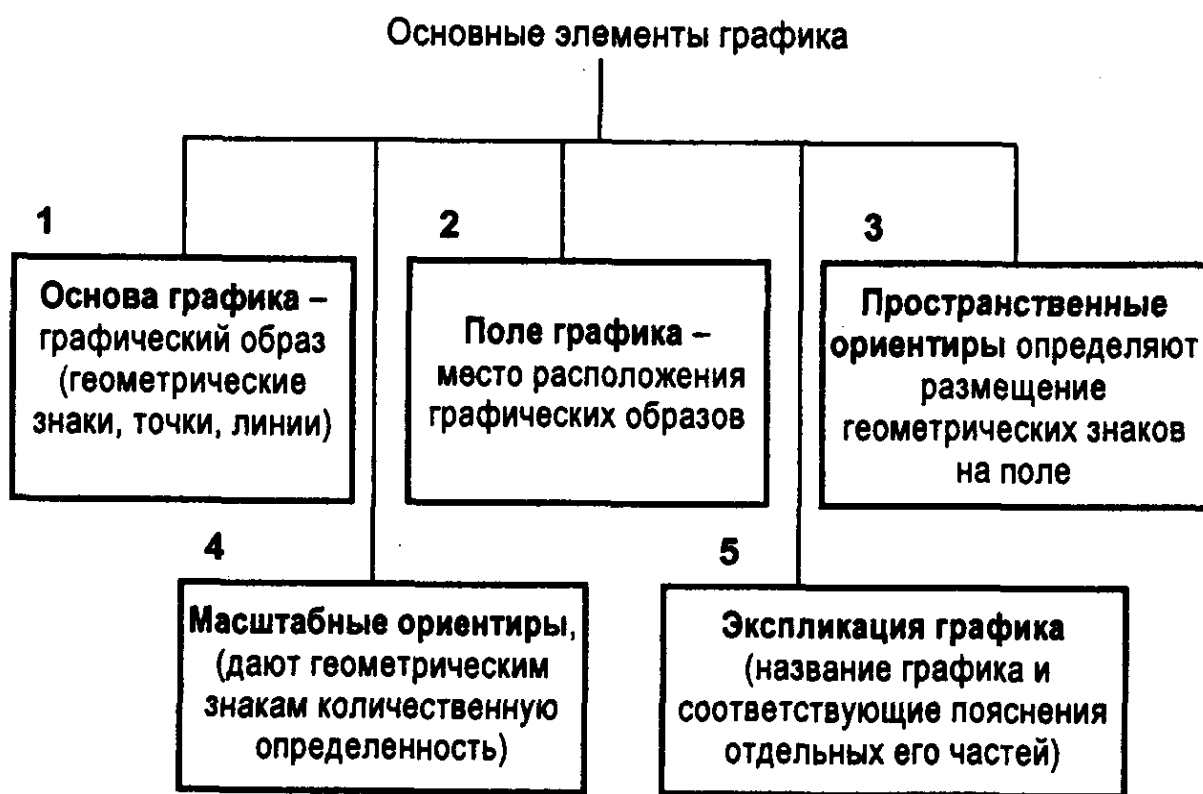 Основные элементы графика
1
Основа графика –
графический образ
(геометрические
знаки, точки, линии)
2
Поле графика –
место расположения
графических образов
3
Пространственные
ориентиры определяют
размещение
геометрических знаков
на поле
4
Масштабные ориентиры,
(дают геометрическим
знакам количественную
определенность)
5
Экспликация графика
(название графика и
соответствующие пояснения
отдельных его частей)